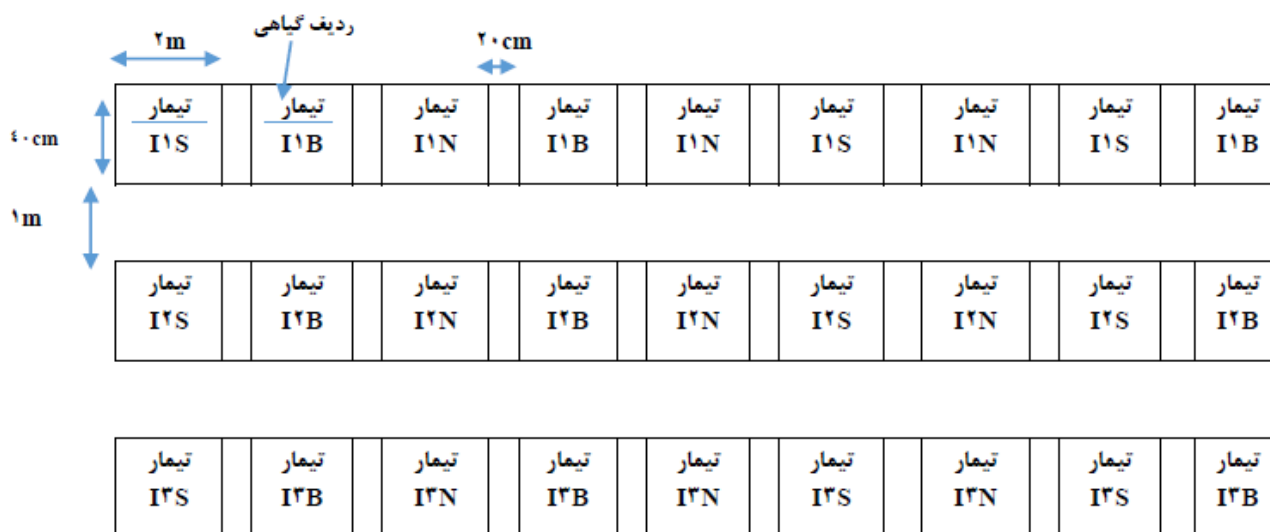 ردیف گیاهی
۲m
۲۰cm
۴۰cm
۱m
تیمار تیمار تیمار تیمار تیمار تیمار تیمار تیمار تیمار
I۱S I۱B I۱N I۱B I۱N I۱S I۱N I۱S I۱B
تیمار تیمار تیمار تیمار تیمار تیمار تیمار تیمار تیمار
I۲S I۲B I۲N I۲B I۲N I۲S I۲N I۲S I۲B
تیمار تیمار تیمار تیمار تیمار تیمار تیمار تیمار تیمار
I۳S I۳B I۳N I۳B I۳N I۳S I۳N I۳S I۳B